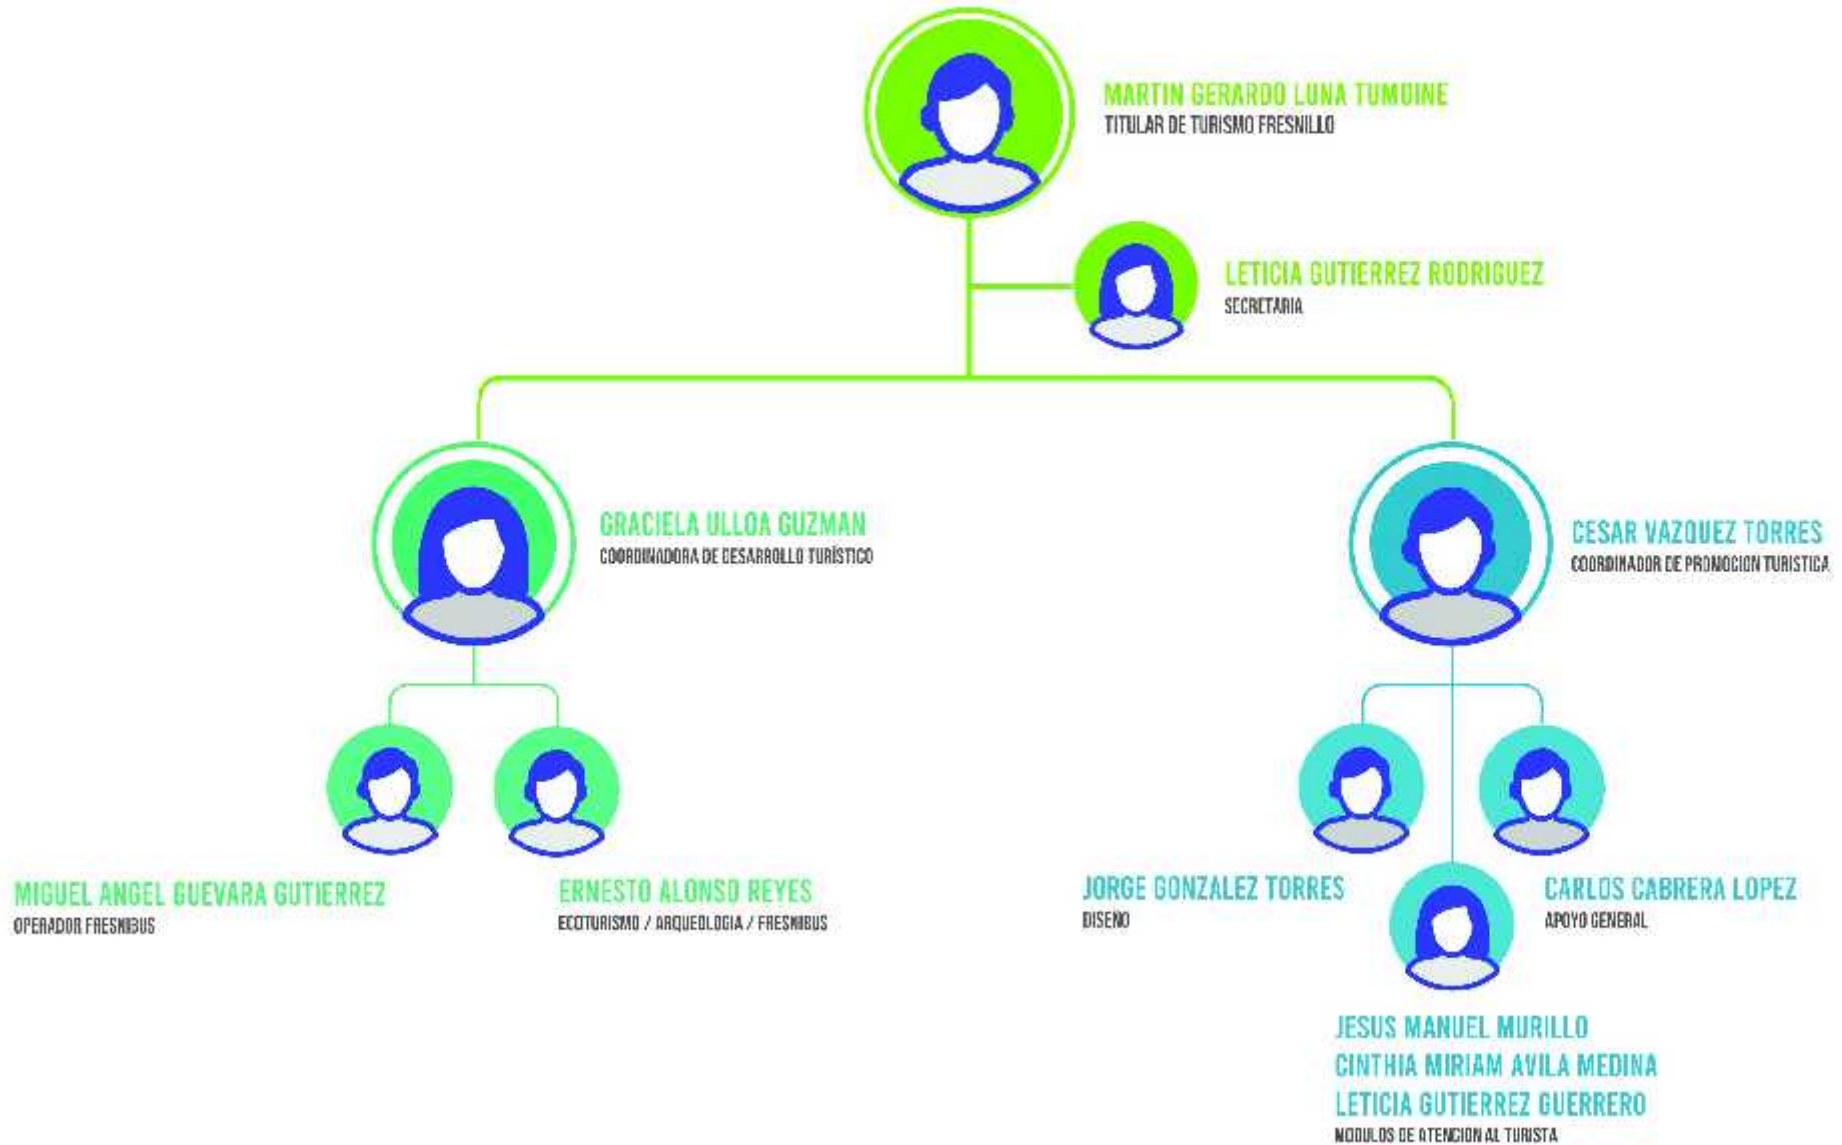 MARTIN GERARDO LUNA TUMOINE
TITULAR DE TURISMO FRESNILLO
LETICIA GUTIERREZ RODRIGUEZ
SECRETARIA
GRACIELA ULLOA GUZMAN
COORDINADORA DE DESARROLLO TURÍSTICO
CESAR VAZQUEZ TORRES
COORDINADOR DE PROMOCION TURISTICA
MIGUEL ANGEL GUEVARA GUTIERREZ
OPERADOR FRESNIBUS
ERNESTO ALONSO REYES
ECOTURISMO / ARQUEOLOGIA / FRESNIBUS
JORGE GONZALEZ TORRES
DISEÑO
CARLOS CABRERA LOPEZ
APOYO GENERAL
JESUS MANUEL MURILLO
CINTHIA MIRIAM AVILA MEDINA
LETICIA GUTIERREZ GUERRERO
MODULOS DE ATENCION AL TURISTA